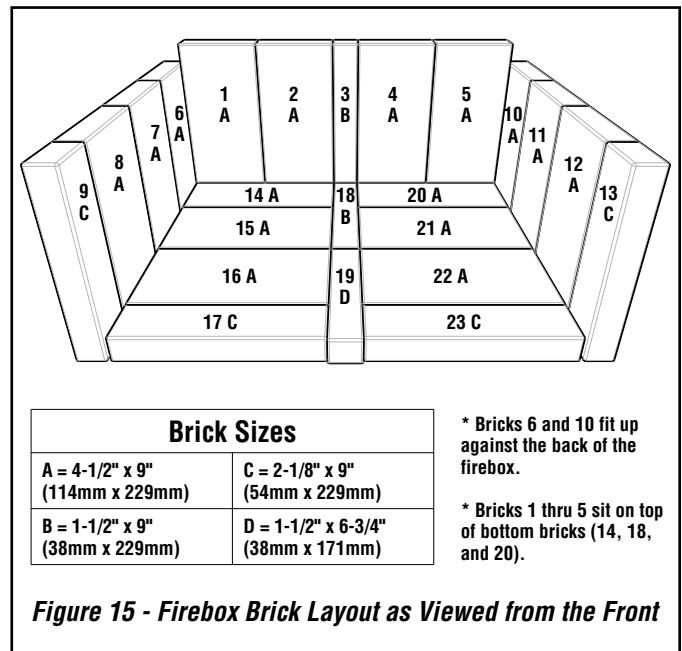 1
A
2
A
3
B
4
A
5
A
6
A
7
A
8
A
9
C
10
A
11
A
12
A
13
C
14 A
18
B
20 A
15 A
21 A
16 A
19
D
22 A
17 C
23 C
Brick Sizes
A = 4-1/2" x 9"
(114mm x 229mm)
C = 2-1/8" x 9"
(54mm x 229mm)
B = 1-1/2" x 9"
(38mm x 229mm)
D = 1-1/2" x 6-3/4"
(38mm x 171mm)
* Bricks 6 and 10 fit up
against the back of the
firebox.
* Bricks 1 thru 5 sit on top
of bottom bricks (14, 18,
and 20).
Figure 15 - Firebox Brick Layout as Viewed from the Front